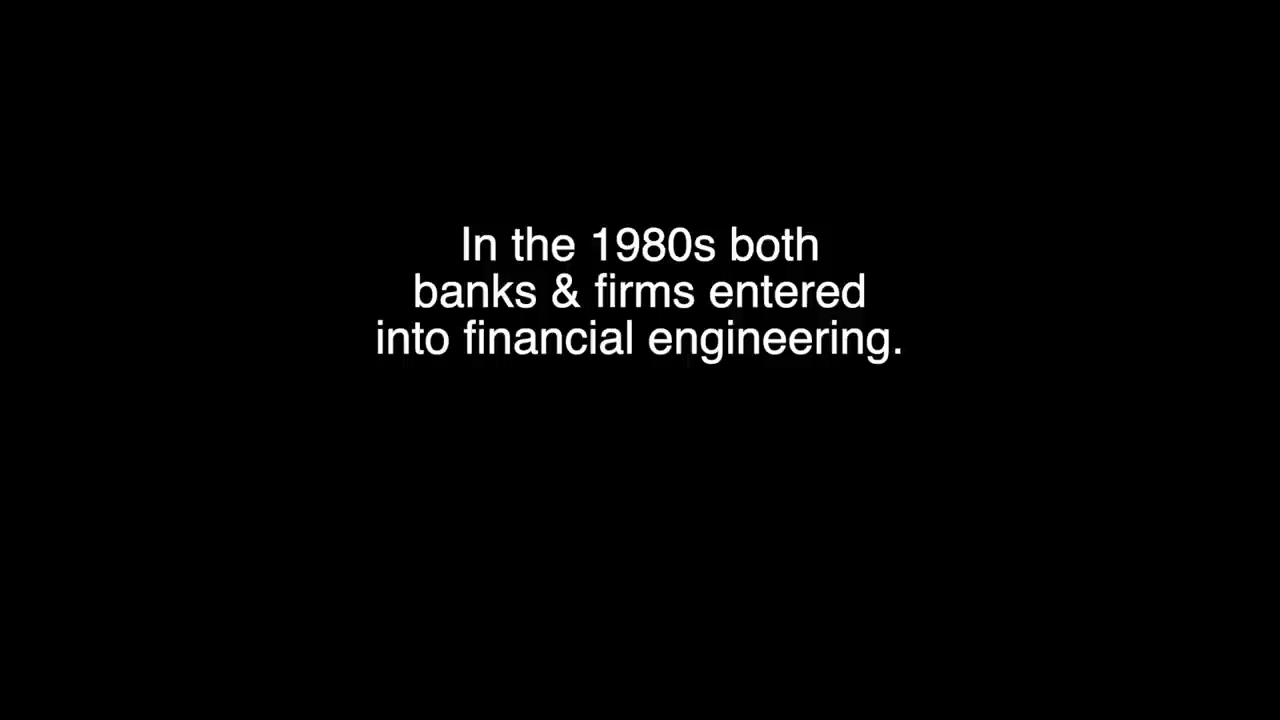 In the 1980s both
banks & firms entered
into financial engineering.